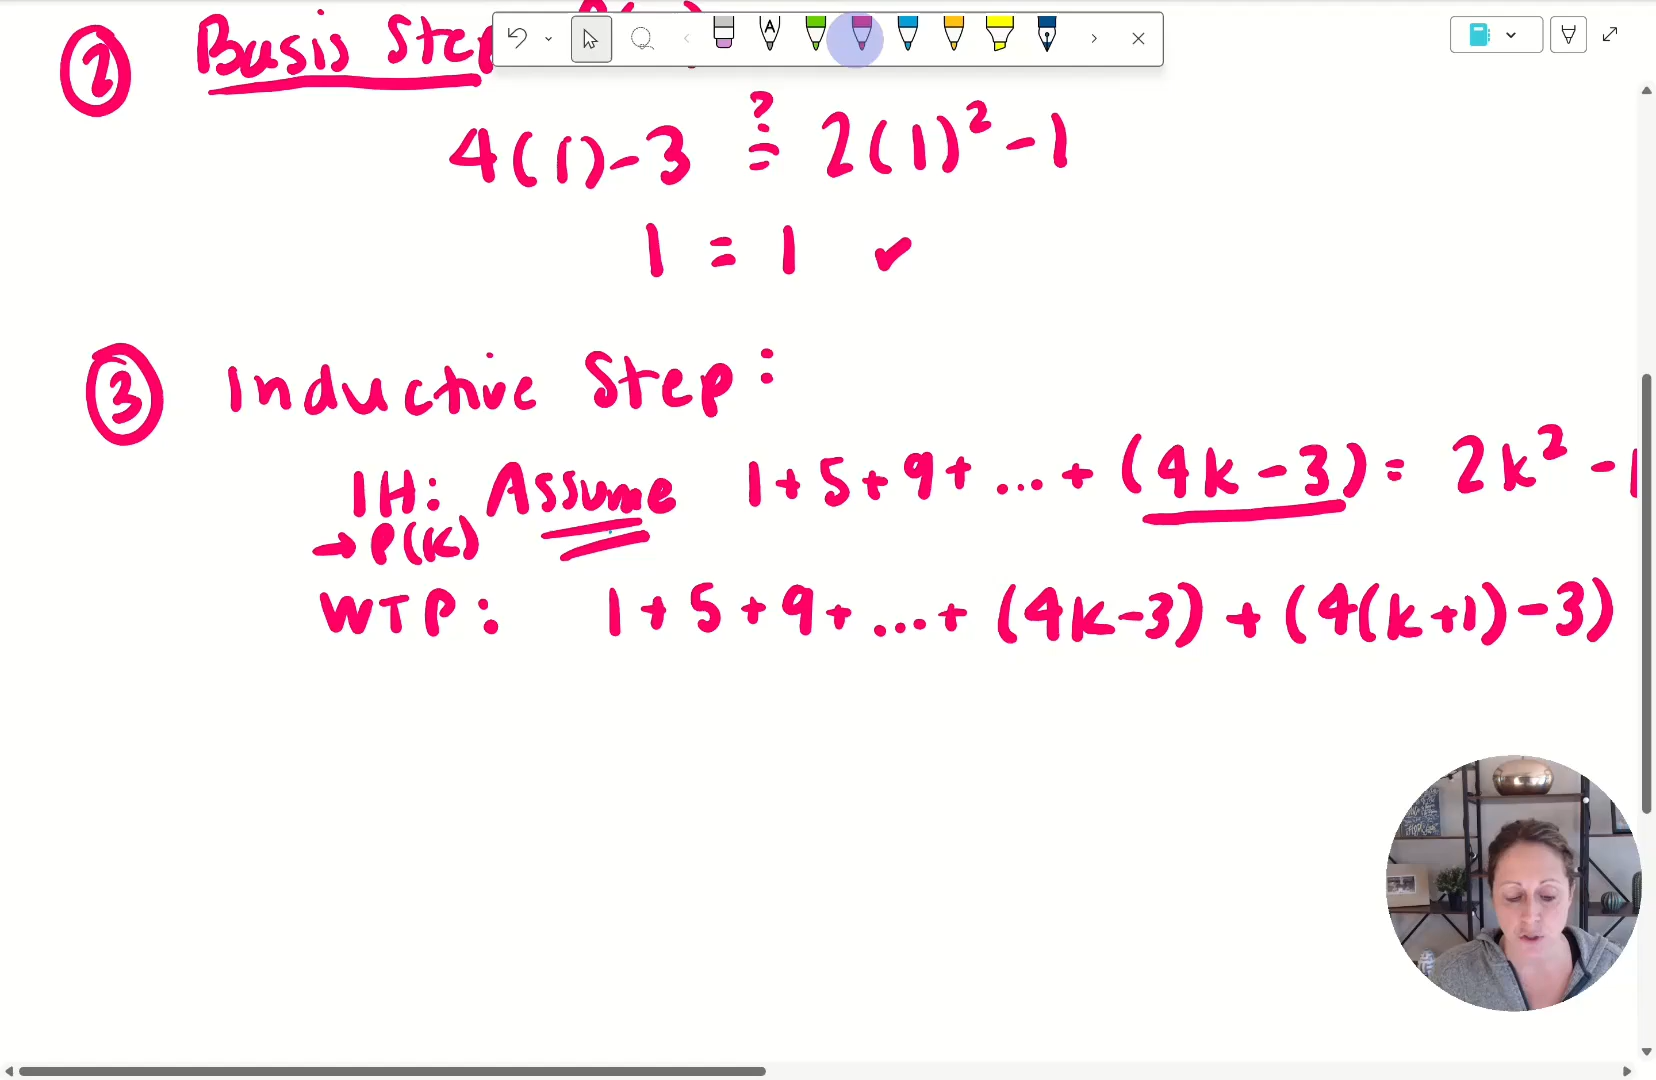 ② Basis Step
4(1)-3 ≟ 2(1)² - 1
1 = 1 ✓
③ Inductive Step:
IH: Assume 1+5+9+...+(4k-3) = 2k² - 1
→ P(k)
WTP: 1+5+9+...+(4k-3)+(4(k+1)-3)